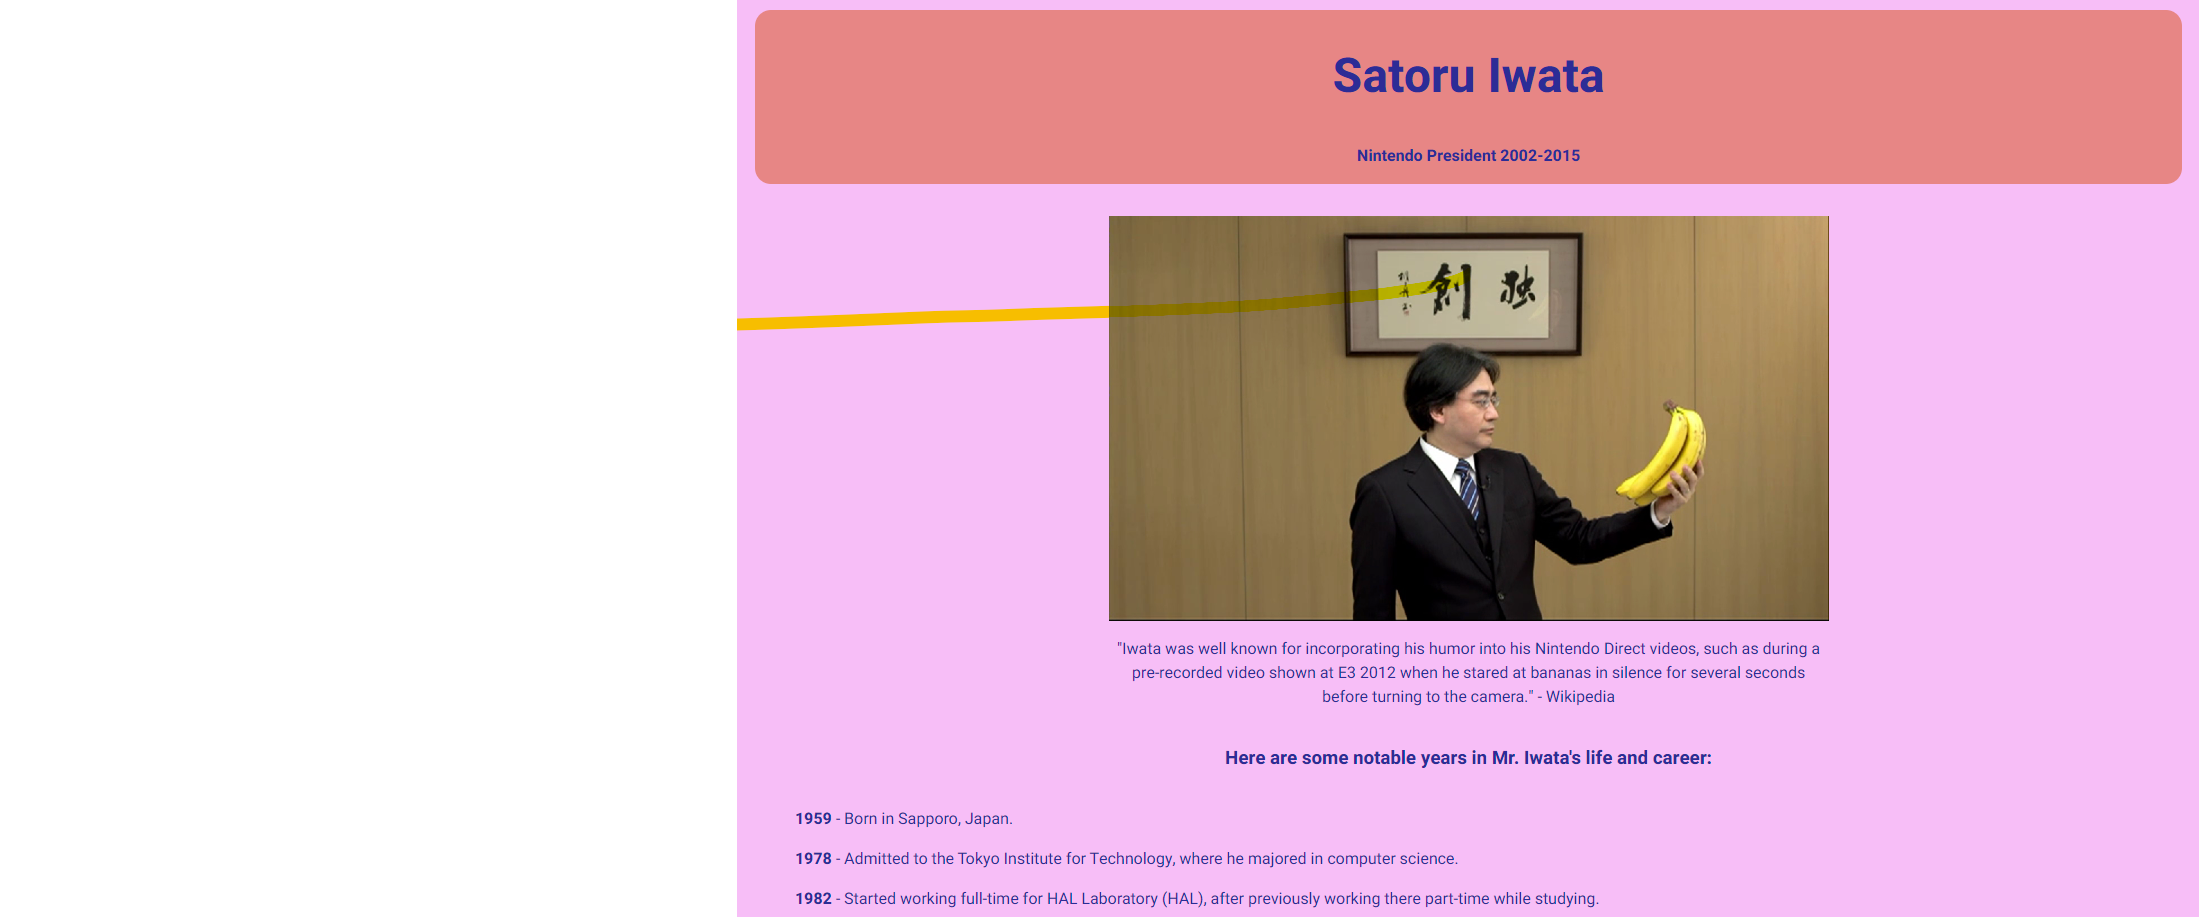 Satoru Iwata
Nintendo President 2002-2015
独創
"Iwata was well known for incorporating his humor into his Nintendo Direct videos, such as during a
pre-recorded video shown at E3 2012 when he stared at bananas in silence for several seconds
before turning to the camera." - Wikipedia
Here are some notable years in Mr. Iwata's life and career:
1959 - Born in Sapporo, Japan.
1978 - Admitted to the Tokyo Institute for Technology, where he majored in computer science.
1982 - Started working full-time for HAL Laboratory (HAL), after previously working there part-time while studying.